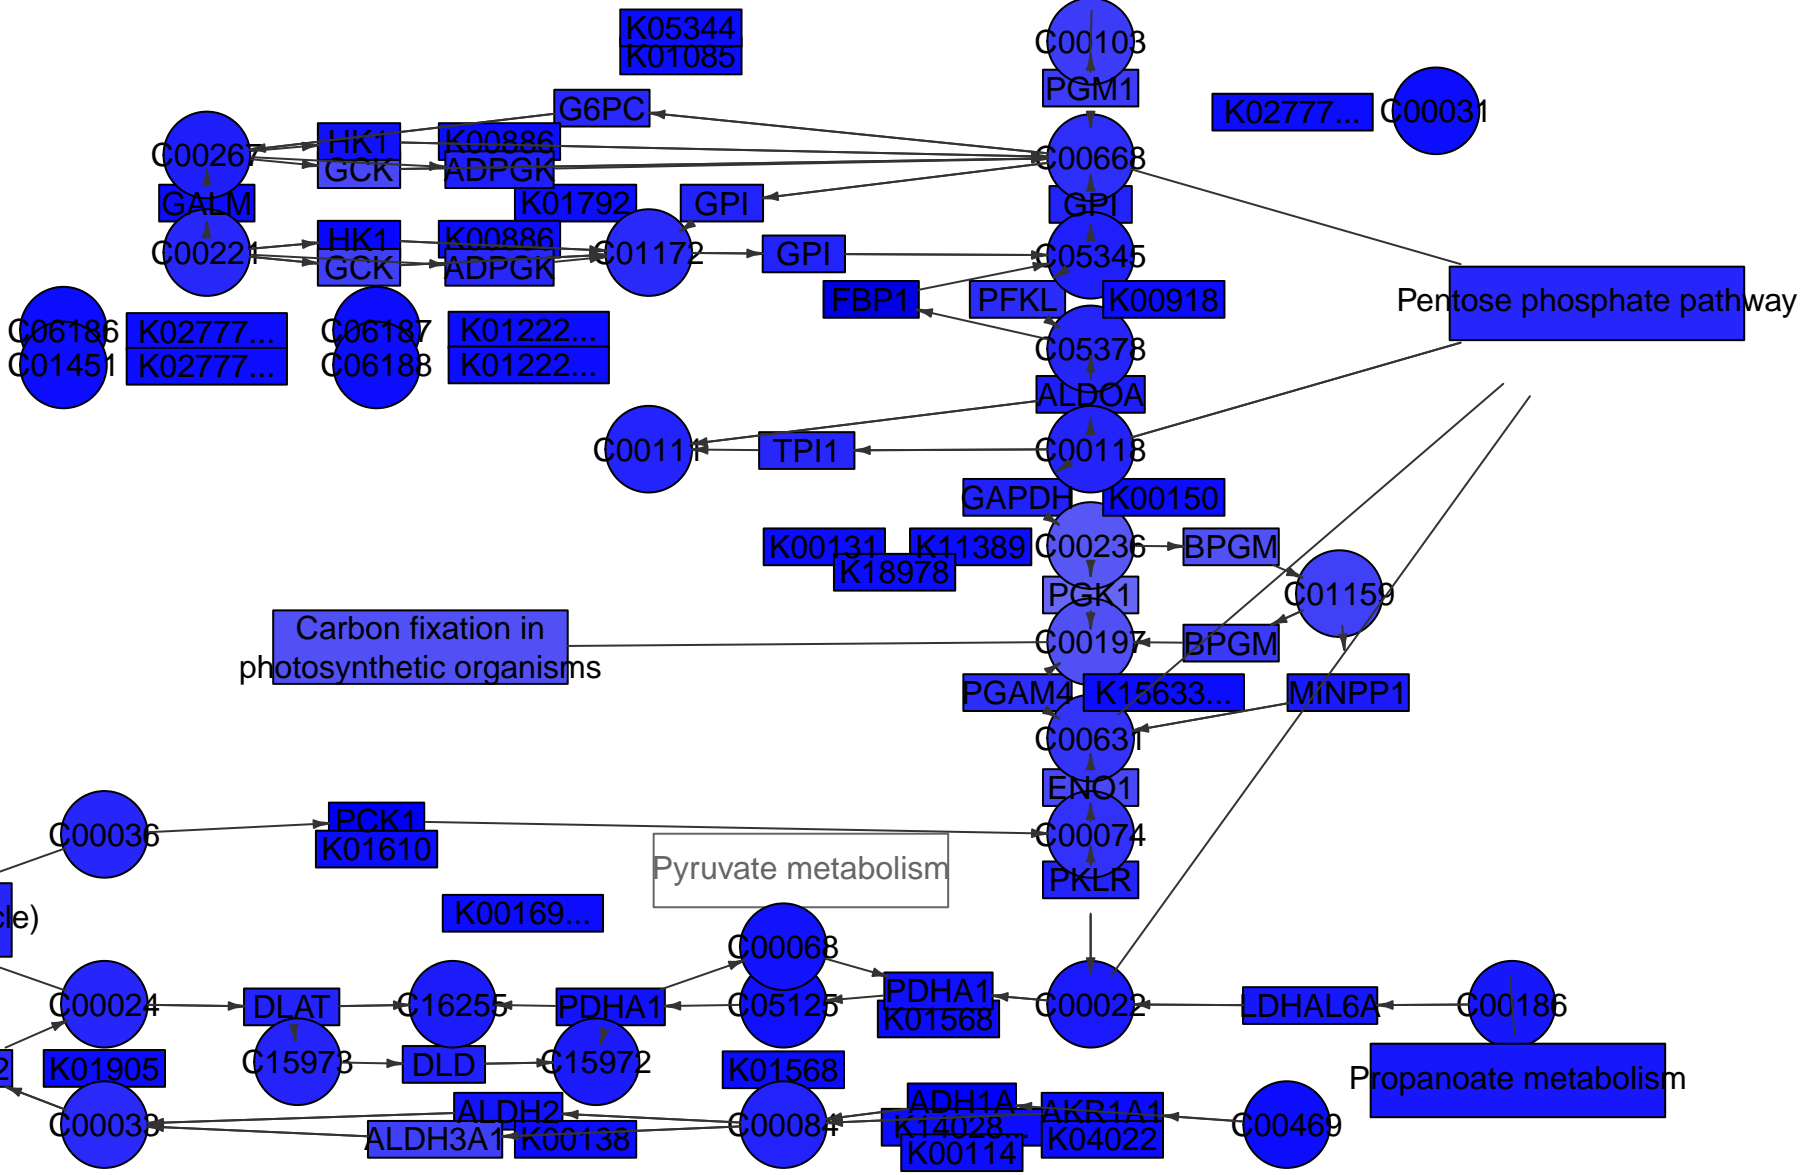 K05344
C00103
K01085
PGM1
G6PC
K02777...
C00031
HK1
K00886
C00267
C00668
GCK
ADPGK
GALM
K01792
GPI
GPI
HK1
K00886
C00221
C01172
GPI
C05345
GCK
ADPGK
FBP1
PFKL
K00918
Pentose phosphate pathway
C06186
K02777...
C06187
K01222...
C05378
C01451
K02777...
C06188
K01222...
ALDOA
C00111
TPI1
C00118
GAPDH
K00150
K00131
K11389
C00236
BPGM
K18978
PGK1
C01159
Carbon fixation in
photosynthetic organisms
C00197
BPGM
PGAM4
K15633...
MINPP1
C00631
ENO1
PCK1
C00036
C00074
K01610
Pyruvate metabolism
PKLR
K00169...
cle)
C00068
PDHA1
C00024
DLAT
C16255
PDHA1
C05125
C00022
LDHAL6A
C00186
K01568
2
K01905
C15973
DLD
C15972
K01568
Propanoate metabolism
ALDH2
ADH1A
AKR1A1
C00033
C00084
C00469
ALDH3A1
K00138
K14028...
K04022
K00114